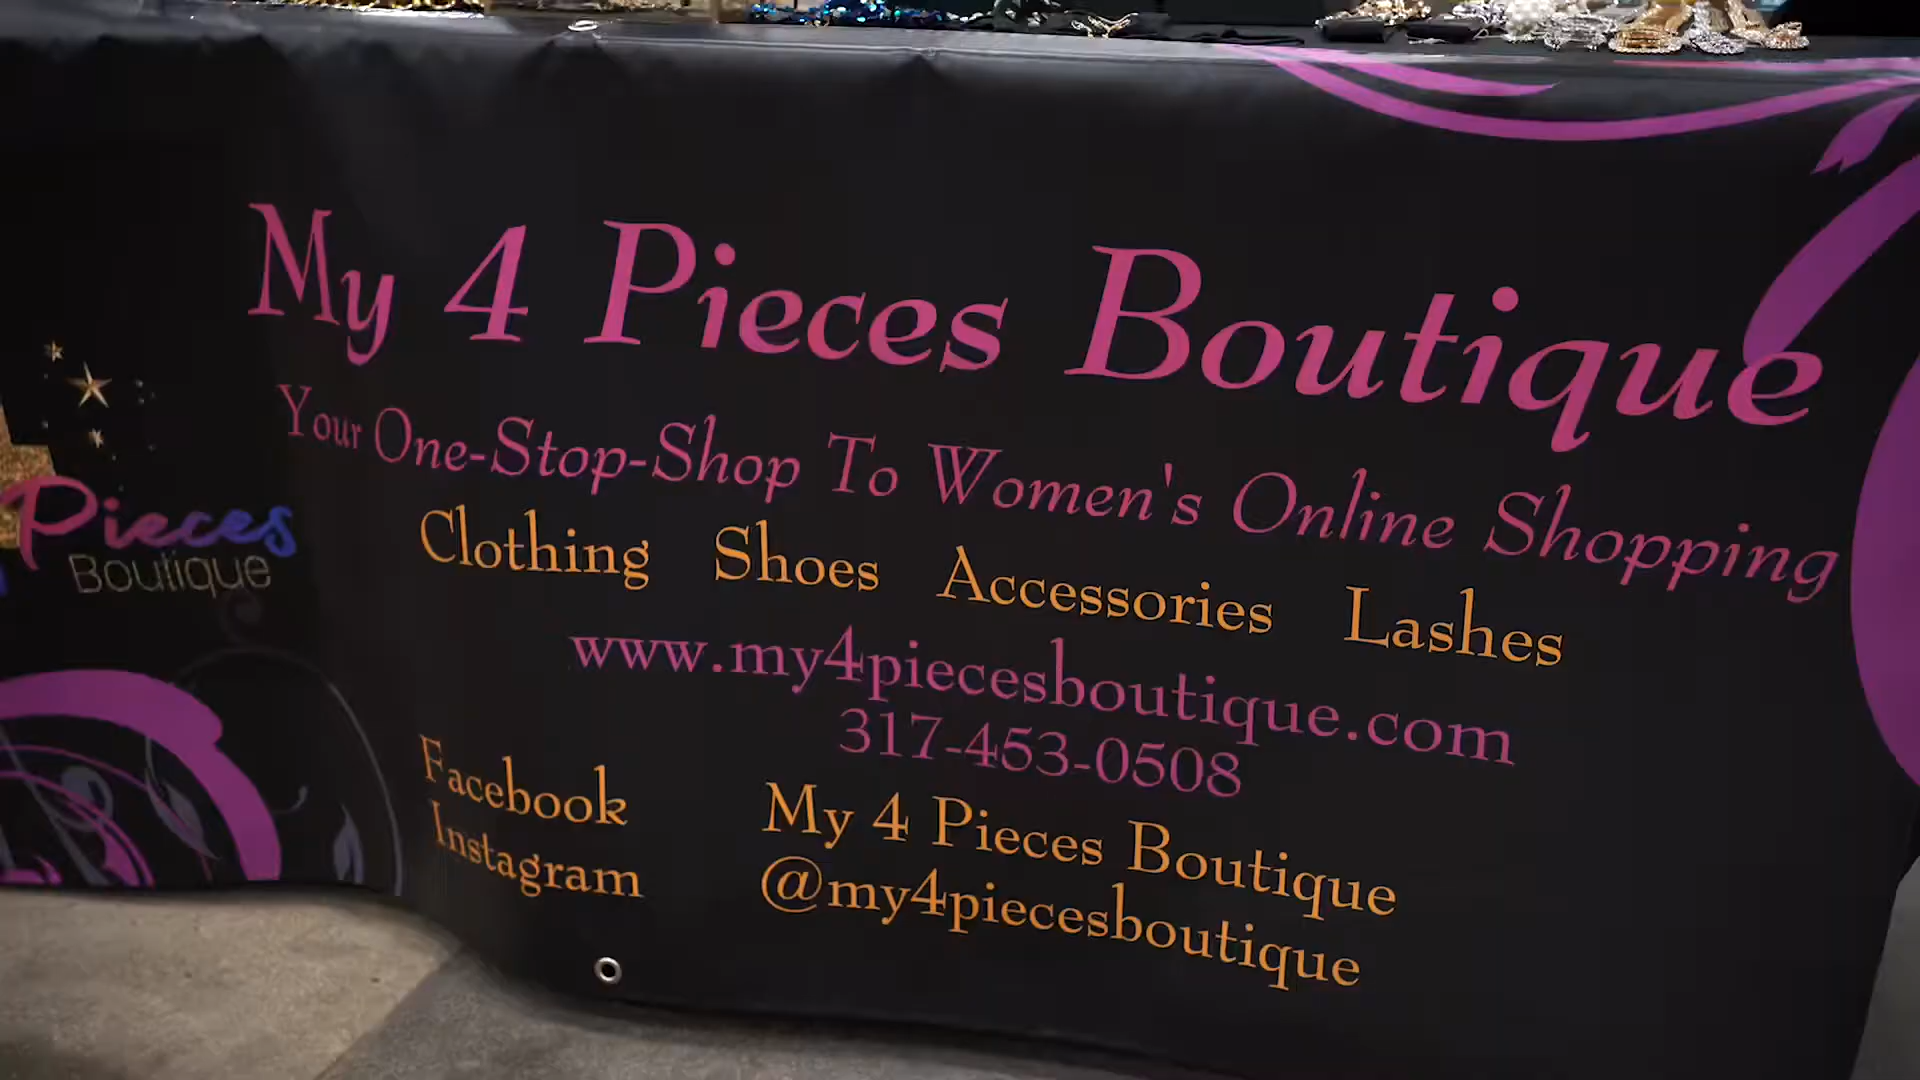 My 4 Pieces Boutique
Your One-Stop-Shop To Women's Online Shopping
Clothing Shoes Accessories Lashes
www.my4piecesboutique.com
317-453-0508
Facebook My 4 Pieces Boutique
Instagram @my4piecesboutique
Pieces
Boutique